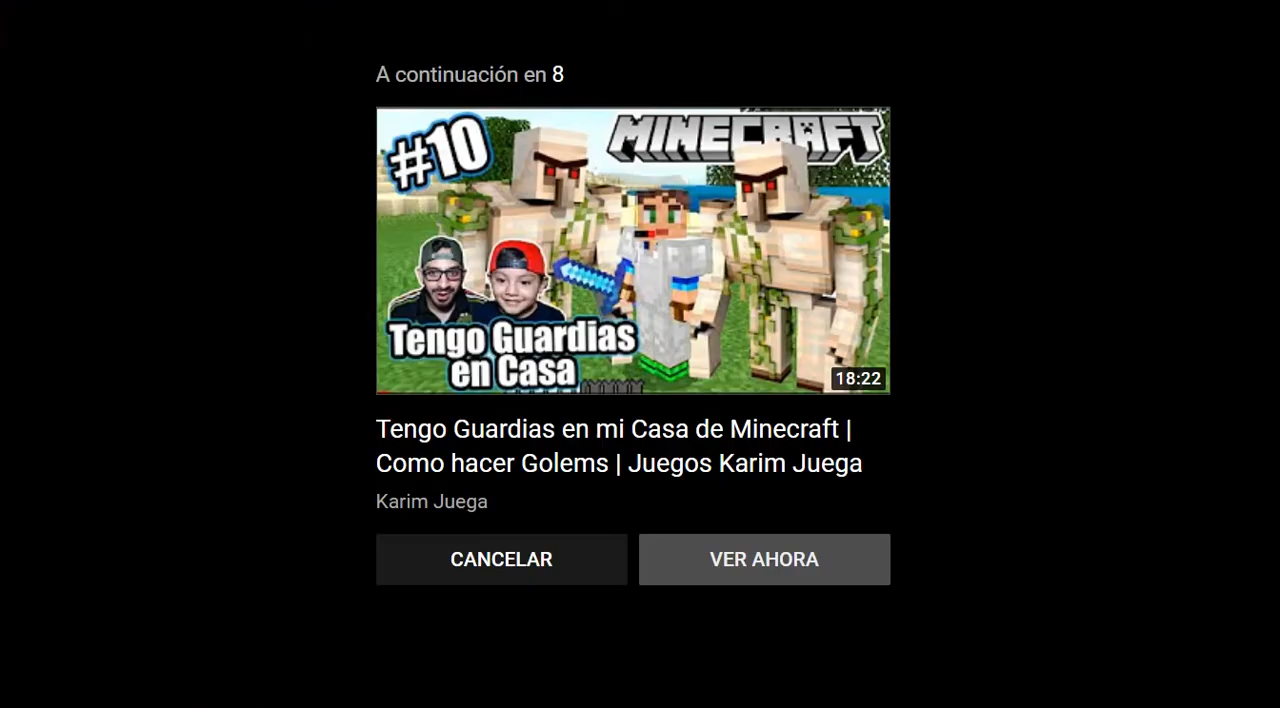 A continuación en 8
#10
MINECRAFT
Tengo Guardias
en Casa
18:22
Tengo Guardias en mi Casa de Minecraft |
Como hacer Golems | Juegos Karim Juega
Karim Juega
CANCELAR
VER AHORA